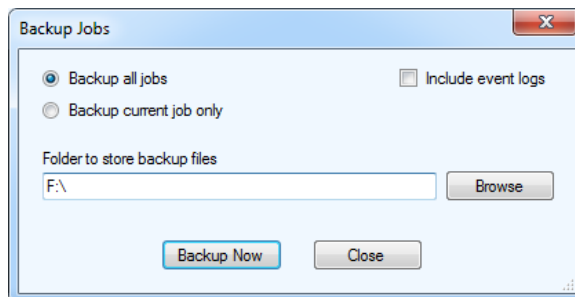 Backup Jobs
Backup all jobs
Include event logs
Backup current job only
Folder to store backup files
F:\
Browse
Backup Now
Close